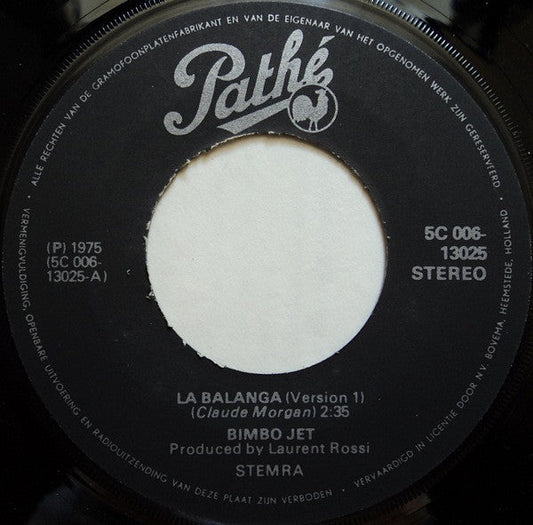 • ALLE RECHTEN VAN DE GRAMOFOONPLATENFABRIKANT EN VAN DE EIGENAAR VAN HET OPGENOMEN WERK ZIJN GERESERVEERD •
Pathé
(P) 1975
(5C 006-
13025-A)
5C 006-
13025
STEREO
LA BALANGA (Version 1)
(Claude Morgan) 2:35
BIMBO JET
Produced by Laurent Rossi
STEMRA
VERMENIGVULDIGING, OPENBARE UITVOERING EN RADIOUITZENDING VAN DEZE PLAAT ZIJN VERBODEN • VERVAARDIGD IN LICENTIE DOOR N.V. BOVEMA, HEEMSTEDE, HOLLAND